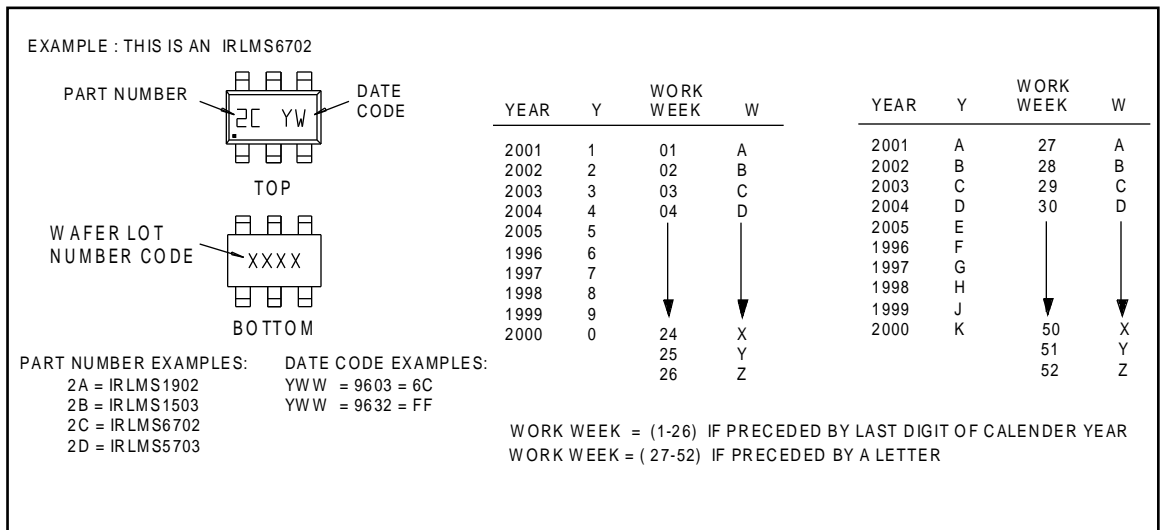 EXAMPLE : THIS IS AN IRLMS6702
PART NUMBER
DATE
CODE
2C YW
TOP
WAFER LOT
NUMBER CODE
XXXX
BOTTOM
PART NUMBER EXAMPLES:
2A = IRLMS1902
2B = IRLMS1503
2C = IRLMS6702
2D = IRLMS5703
DATE CODE EXAMPLES:
YWW = 9603 = 6C
YWW = 9632 = FF
YEAR Y WORK WEEK W
2001 1 01 A
2002 2 02 B
2003 3 03 C
2004 4 04 D
2005 5
1996 6
1997 7
1998 8
1999 9
2000 0 24 X
25 Y
26 Z
YEAR Y WORK WEEK W
2001 A 27 A
2002 B 28 B
2003 C 29 C
2004 D 30 D
2005 E
1996 F
1997 G
1998 H
1999 J
2000 K 50 X
51 Y
52 Z
WORK WEEK = (1-26) IF PRECEDED BY LAST DIGIT OF CALENDER YEAR
WORK WEEK = (27-52) IF PRECEDED BY A LETTER